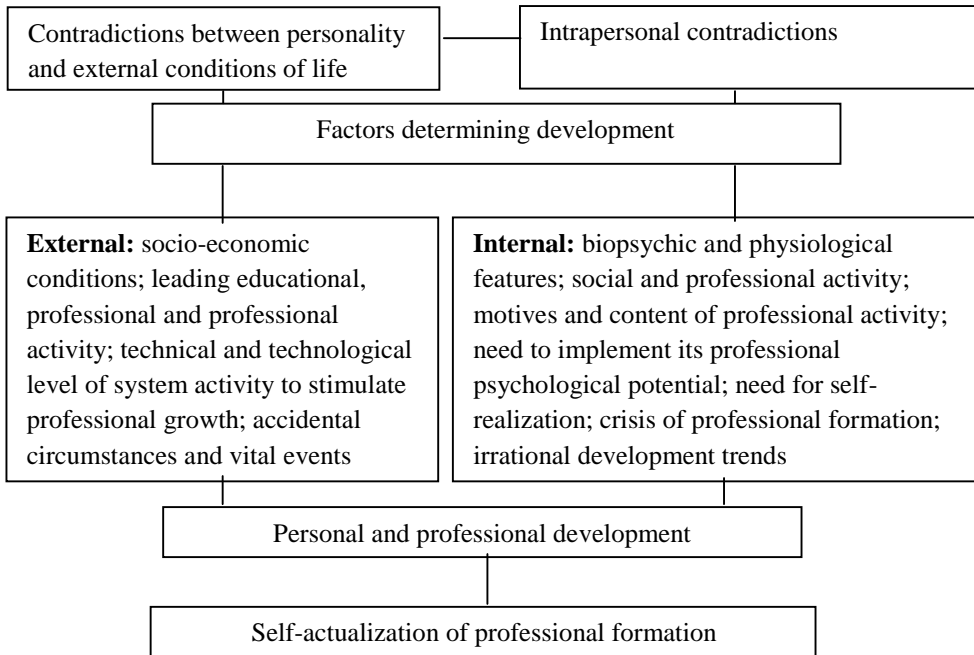 Contradictions between personality
and external conditions of life
Intrapersonal contradictions
Factors determining development
External: socio-economic
conditions; leading educational,
professional and professional
activity; technical and technological
level of system activity to stimulate
professional growth; accidental
circumstances and vital events
Internal: biopsychic and physiological
features; social and professional activity;
motives and content of professional activity;
need to implement its professional
psychological potential; need for self-
realization; crisis of professional formation;
irrational development trends
Personal and professional development
Self-actualization of professional formation